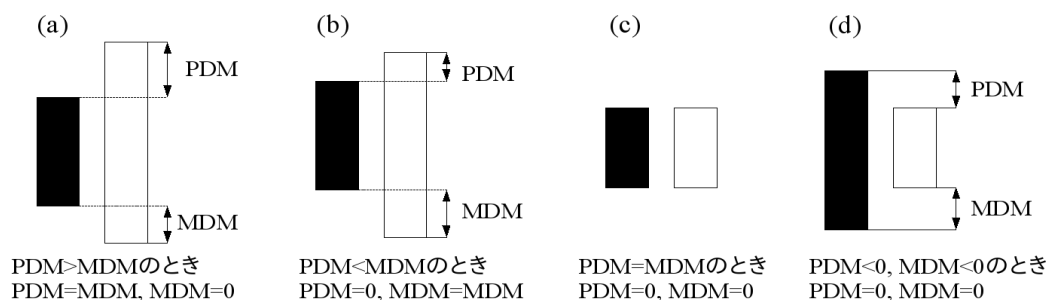 (a)
PDM
MDM
PDM>MDMのとき
PDM=MDM, MDM=0
(b)
PDM
MDM
PDM<MDMのとき
PDM=0, MDM=MDM
(c)
PDM=MDMのとき
PDM=0, MDM=0
(d)
PDM
MDM
PDM<0, MDM<0のとき
PDM=0, MDM=0